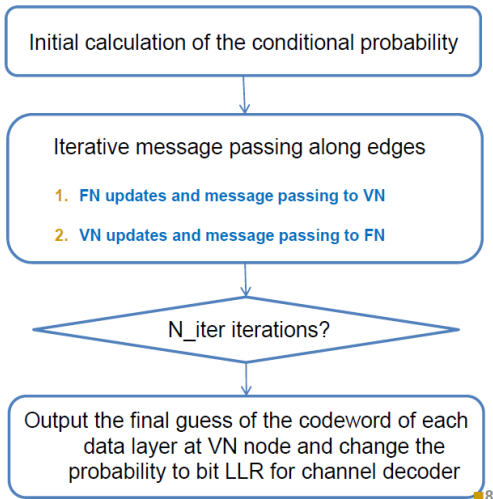 Initial calculation of the conditional probability
Iterative message passing along edges
1. FN updates and message passing to VN
2. VN updates and message passing to FN
N_iter iterations?
Output the final guess of the codeword of each
data layer at VN node and change the
probability to bit LLR for channel decoder
8